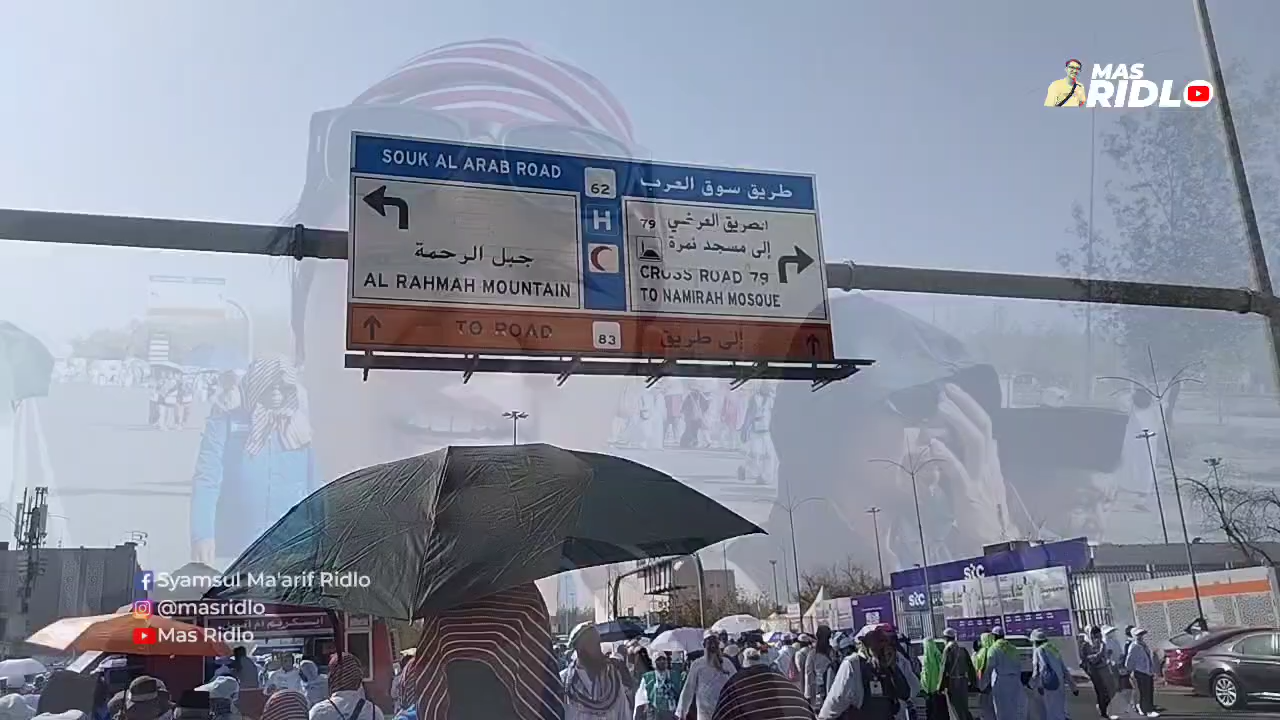 MAS
RIDLO
SOUK AL ARAB ROAD
62
طريق سوق العرب
H
79
إلى مسجد نمرة
جبل الرحمة
AL RAHMAH MOUNTAIN
CROSS ROAD 79
TO NAMIRAH MOSQUE
TO ROAD
83
إلى طريق
stc
stc
Syamsul Ma'arif Ridlo
@masridlo
Mas Ridlo